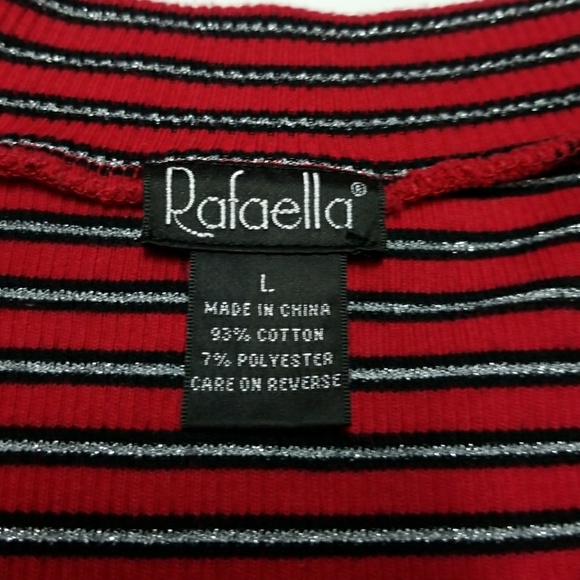 Rafaella®
L
MADE IN CHINA
93% COTTON
7% POLYESTER
CARE ON REVERSE